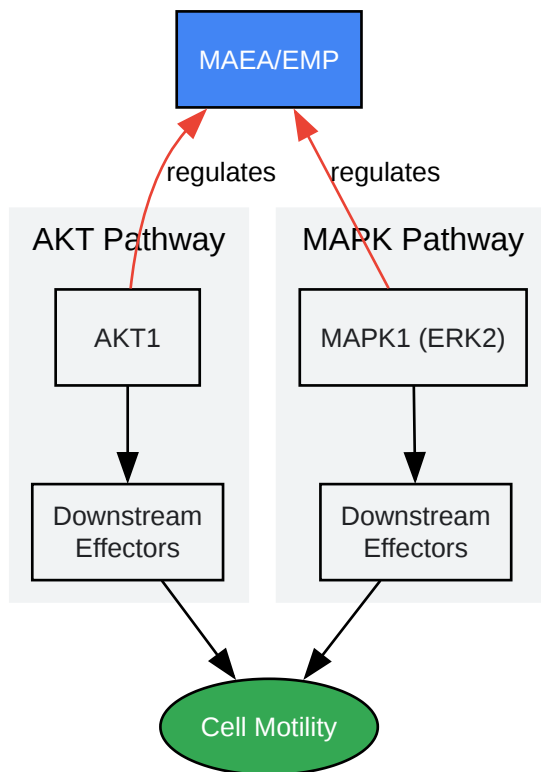 MAEA/EMP
regulates
regulates
AKT Pathway
MAPK Pathway
AKT1
MAPK1 (ERK2)
Downstream
Effectors
Downstream
Effectors
Cell Motility